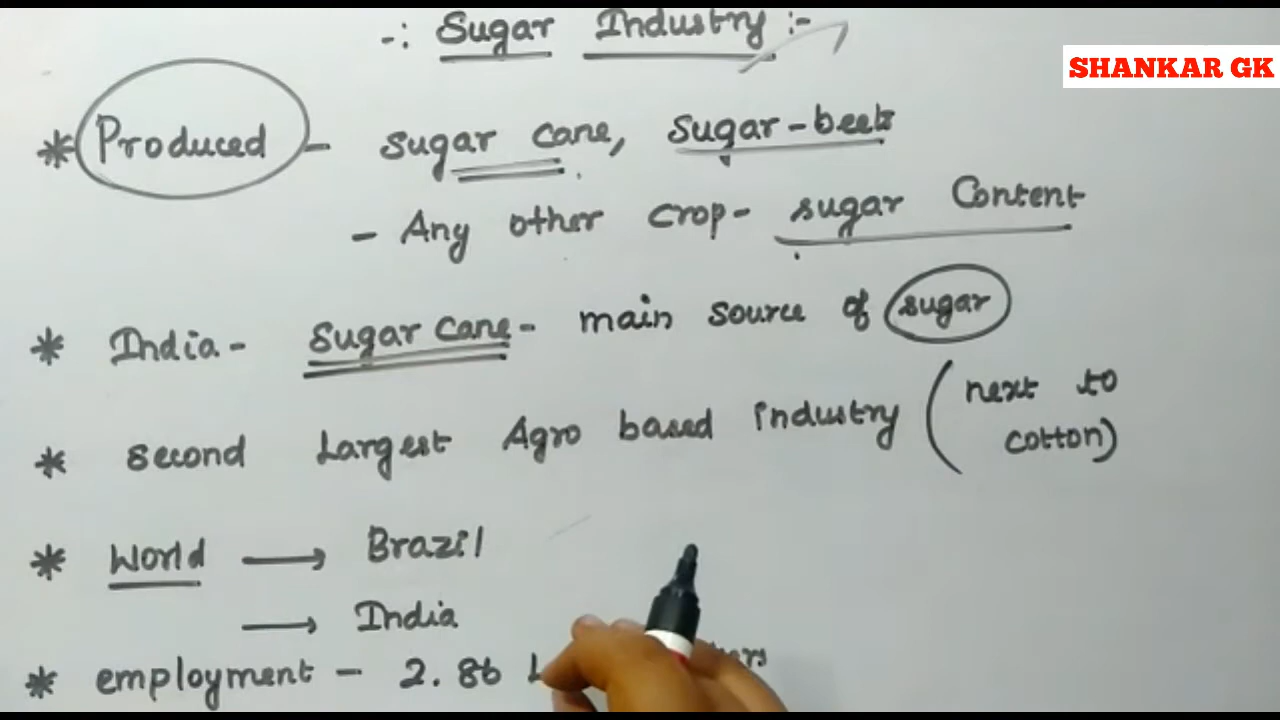 -: Sugar Industry :-
SHANKAR GK
* Produced - Sugar cane, Sugar-beets
- Any other crop- sugar Content
* India- Sugar Cane- main source of sugar
* Second Largest Agro based industry (next to
cotton)
* World → Brazil
→ India
* employment - 2.86